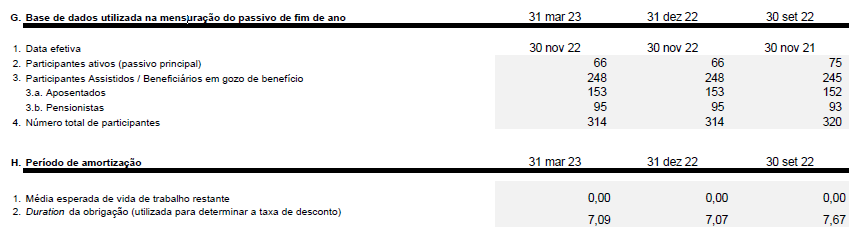 G. Base de dados utilizada na mensuração do passivo de fim de ano 31 mar 23 31 dez 22 30 set 22
1. Data efetiva 30 nov 22 30 nov 22 30 nov 21
2. Participantes ativos (passivo principal) 66 66 75
3. Participantes Assistidos / Beneficiários em gozo de benefício 248 248 245
3.a. Aposentados 153 153 152
3.b. Pensionistas 95 95 93
4. Número total de participantes 314 314 320
H. Período de amortização 31 mar 23 31 dez 22 30 set 22
1. Média esperada de vida de trabalho restante 0,00 0,00 0,00
2. Duration da obrigação (utilizada para determinar a taxa de desconto) 7,09 7,07 7,67